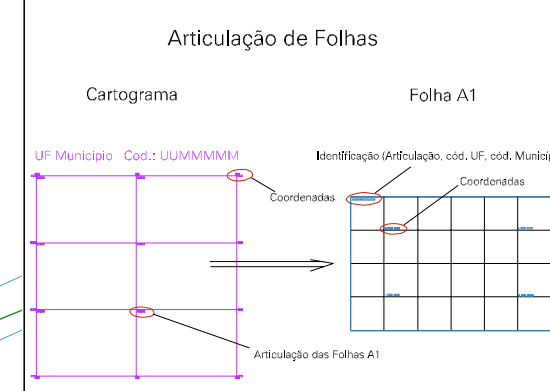 Articulação de Folhas
Cartograma
Folha A1
UF Municipio Cod.: UUMMMMM
Identificação (Articulação, cód. UF, cód. Municíp
Coordenadas
Coordenadas
Articulação das Folhas A1